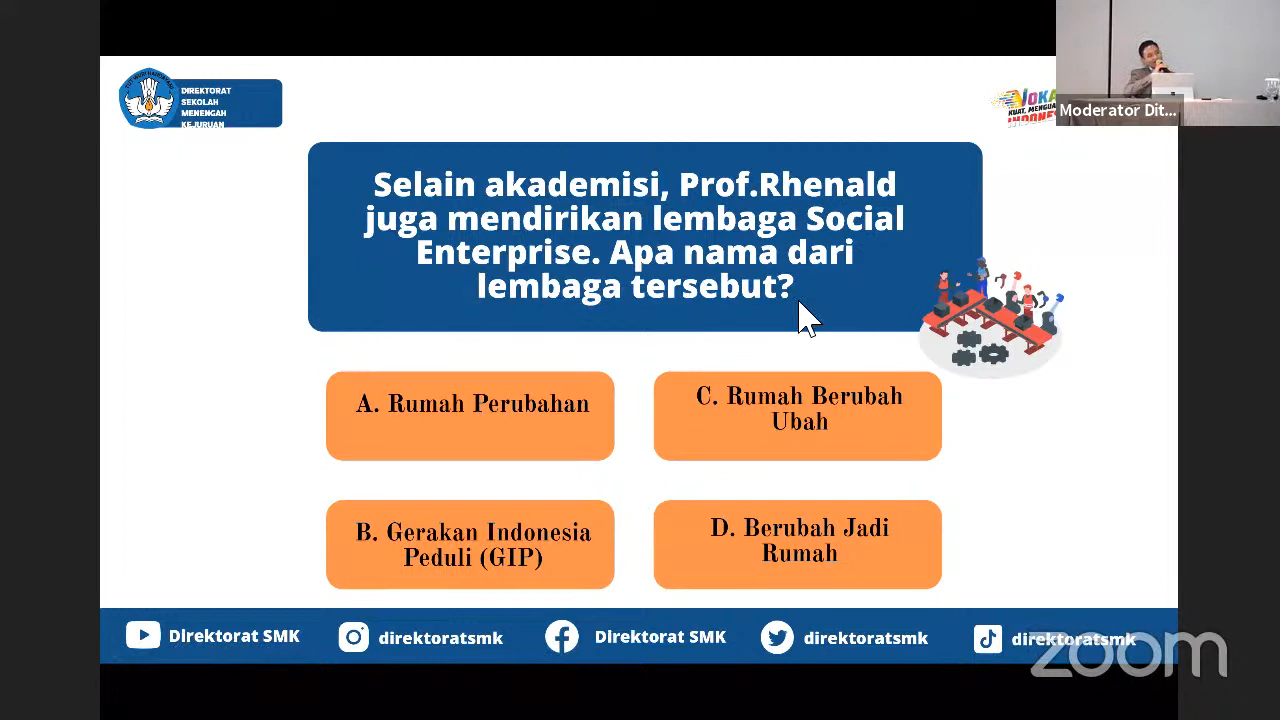 DIREKTORAT
SEKOLAH
MENENGAH
KEJURUAN
Moderator Dit...
Selain akademisi, Prof.Rhenald
juga mendirikan lembaga Social
Enterprise. Apa nama dari
lembaga tersebut?
A. Rumah Perubahan
C. Rumah Berubah
Ubah
B. Gerakan Indonesia
Peduli (GIP)
D. Berubah Jadi
Rumah
Direktorat SMK
direktoratsmk
Direktorat SMK
direktoratsmk
direktoratsmk
zoom